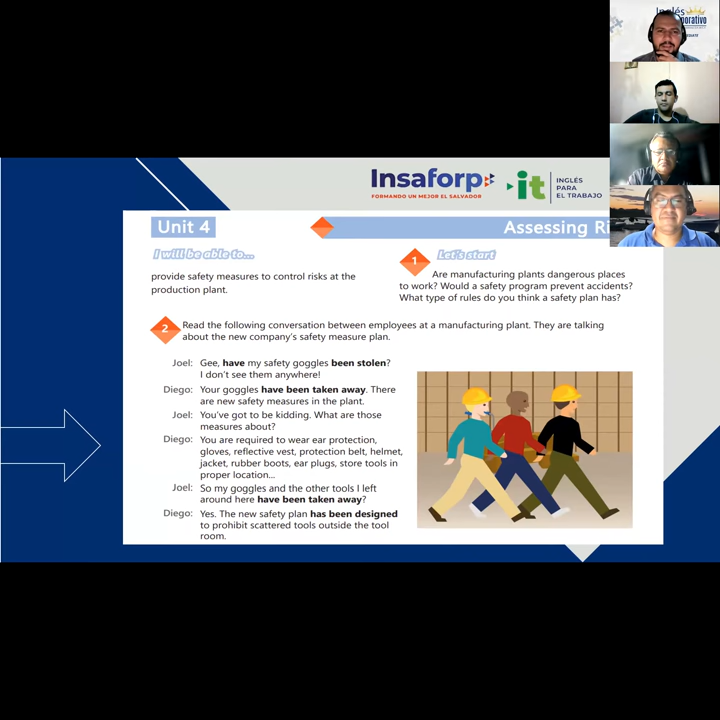 Inglés
porativo
Insaforp
FORMANDO UN MEJOR EL SALVADOR
it
INGLÉS
PARA
EL TRABAJO
Unit 4
Assessing Ri
I will be able to...
provide safety measures to control risks at the
production plant.
1
Let's start
Are manufacturing plants dangerous places
to work? Would a safety program prevent accidents?
What type of rules do you think a safety plan has?
2
Read the following conversation between employees at a manufacturing plant. They are talking
about the new company's safety measure plan.
Joel: Gee, have my safety goggles been stolen?
I don't see them anywhere!
Diego: Your goggles have been taken away. There
are new safety measures in the plant.
Joel: You've got to be kidding. What are those
measures about?
Diego: You are required to wear ear protection,
gloves, reflective vest, protection belt, helmet,
jacket, rubber boots, ear plugs, store tools in
proper location...
Joel: So my goggles and the other tools I left
around here have been taken away?
Diego: Yes. The new safety plan has been designed
to prohibit scattered tools outside the tool
room.